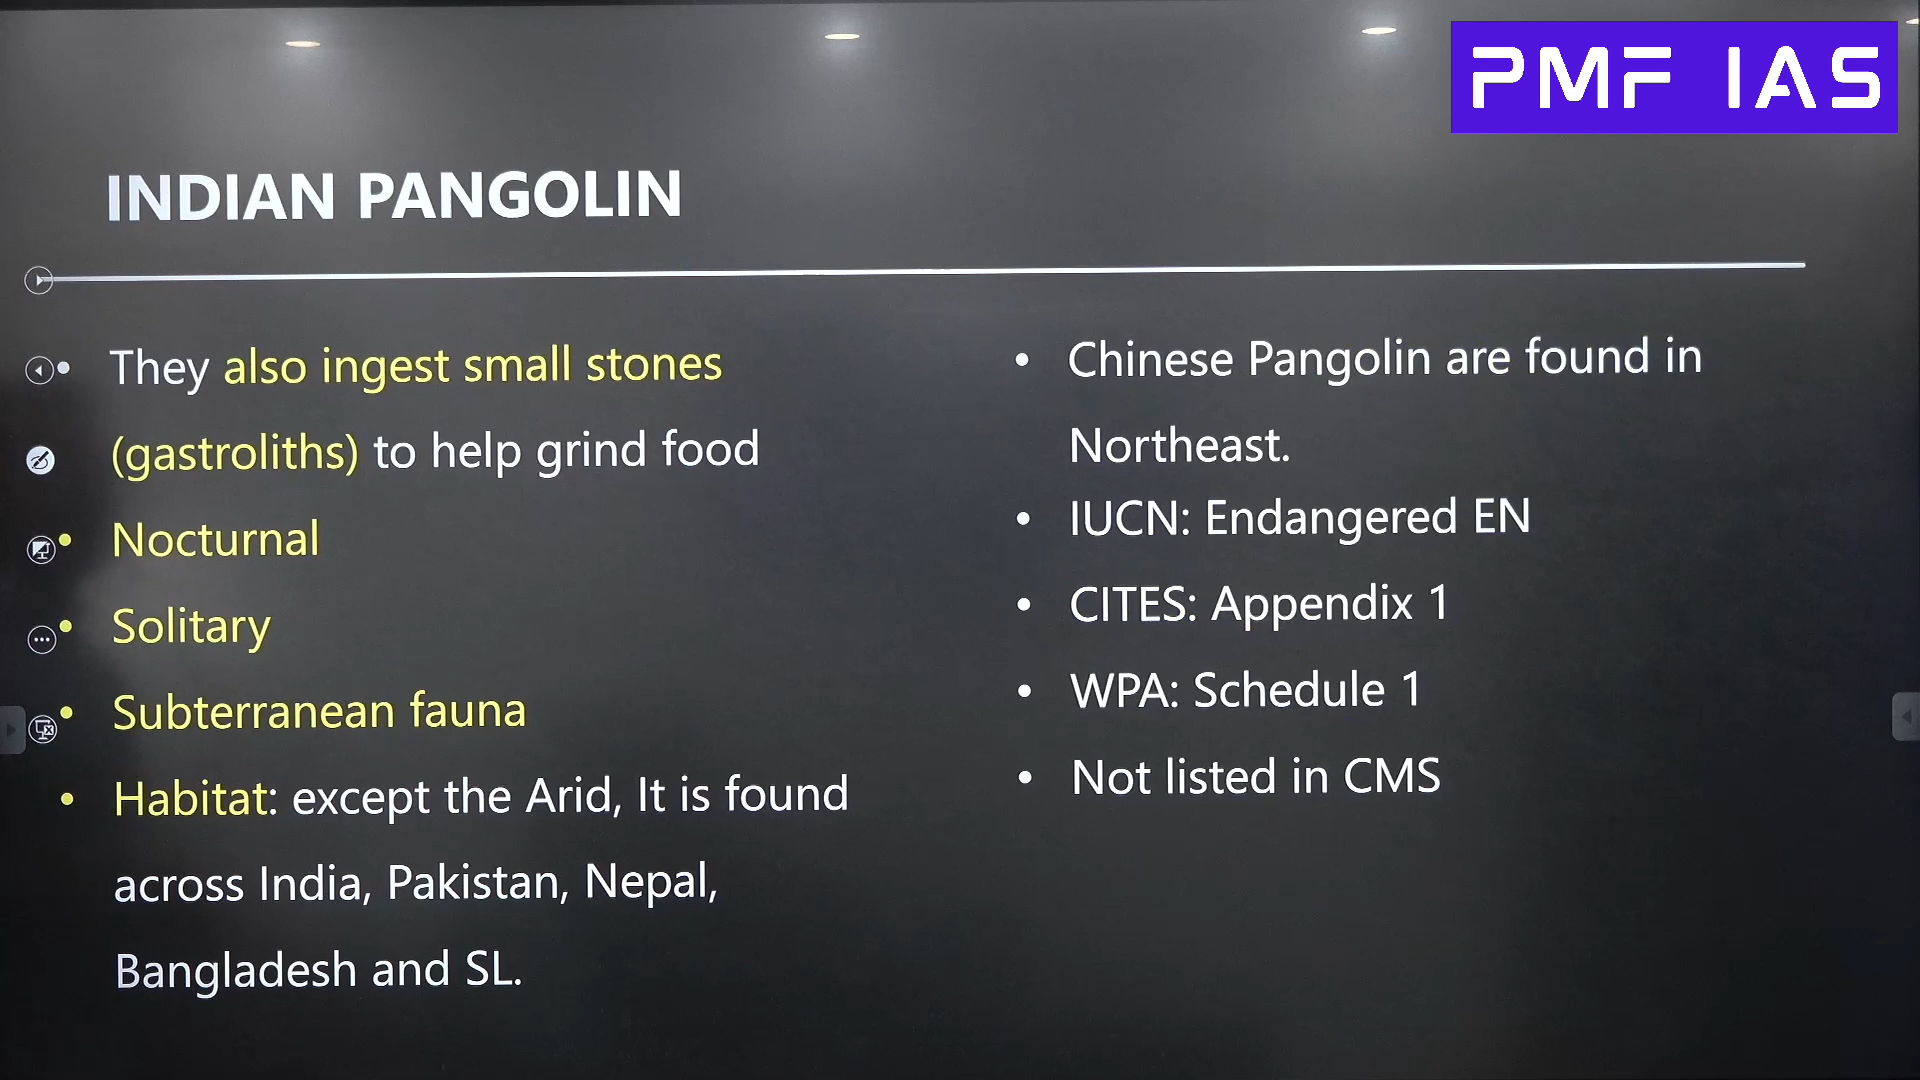 PMF IAS
INDIAN PANGOLIN
They also ingest small stones
(gastroliths) to help grind food
Nocturnal
Solitary
Subterranean fauna
Habitat: except the Arid, It is found
across India, Pakistan, Nepal,
Bangladesh and SL.
Chinese Pangolin are found in
Northeast.
IUCN: Endangered EN
CITES: Appendix 1
WPA: Schedule 1
Not listed in CMS